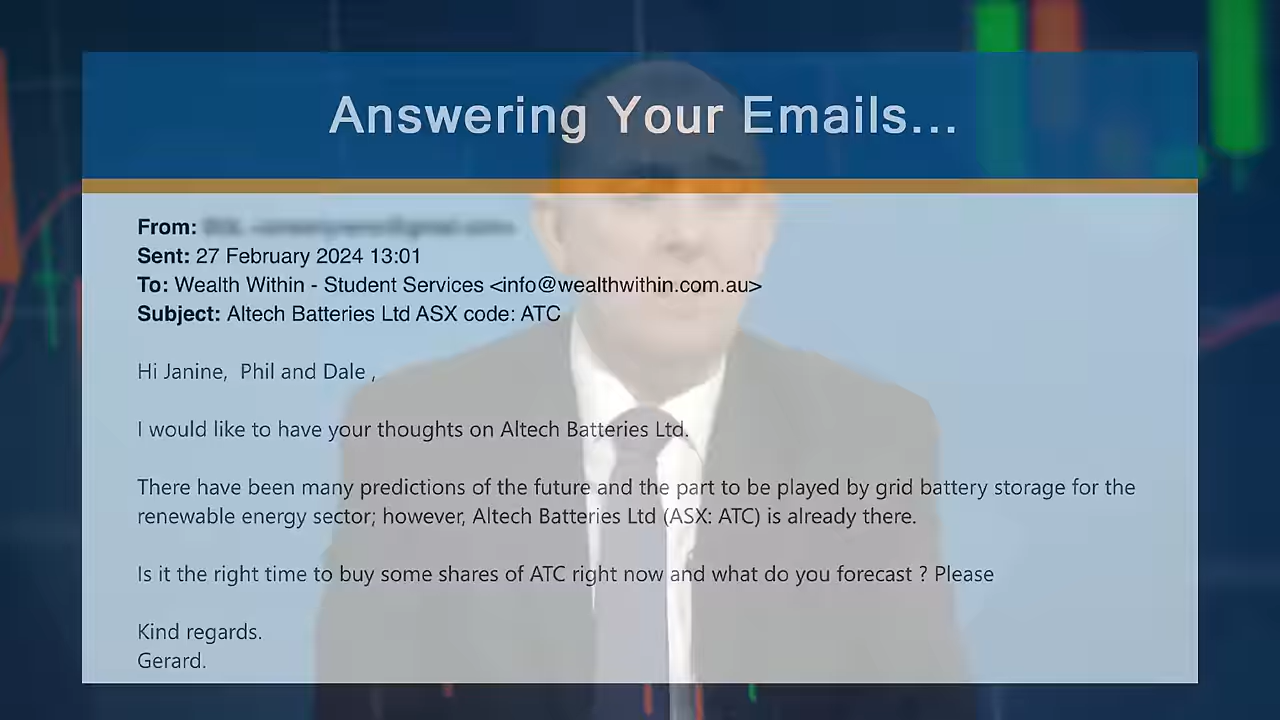 Answering Your Emails...
From:
Sent: 27 February 2024 13:01
To: Wealth Within - Student Services <info@wealthwithin.com.au>
Subject: Altech Batteries Ltd ASX code: ATC
Hi Janine,  Phil and Dale ,
I would like to have your thoughts on Altech Batteries Ltd.
There have been many predictions of the future and the part to be played by grid battery storage for the
renewable energy sector; however, Altech Batteries Ltd (ASX: ATC) is already there.
Is it the right time to buy some shares of ATC right now and what do you forecast ? Please
Kind regards.
Gerard.